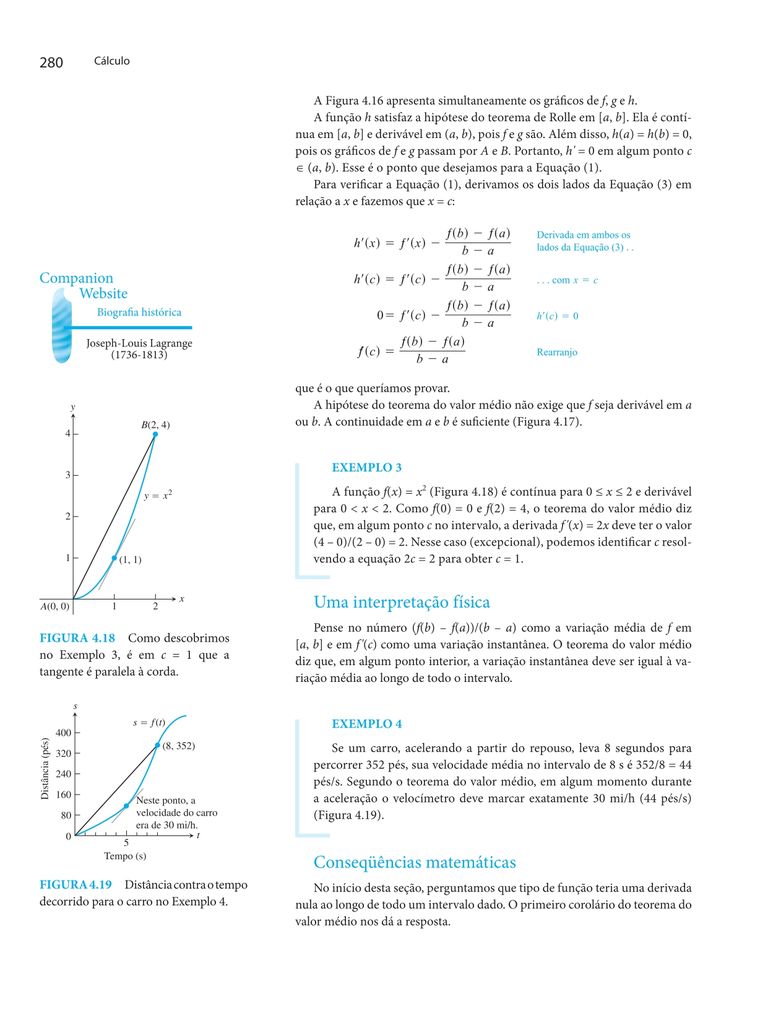 280 Cálculo
A Figura 4.16 apresenta simultaneamente os gráficos de f, g e h.
A função h satisfaz a hipótese do teorema de Rolle em [a, b]. Ela é contí-
nua em [a, b] e derivável em (a, b), pois f e g são. Além disso, h(a) = h(b) = 0,
pois os gráficos de f e g passam por A e B. Portanto, h′ = 0 em algum ponto c
∈ (a, b). Esse é o ponto que desejamos para a Equação (1).
Para verificar a Equação (1), derivamos os dois lados da Equação (3) em
relação a x e fazemos que x = c:
h′(x) = f′(x) − (f(b) − f(a))/(b − a) Derivada em ambos os
lados da Equação (3) . .
h′(c) = f′(c) − (f(b) − f(a))/(b − a) . . . com x = c
0 = f′(c) − (f(b) − f(a))/(b − a) h′(c) = 0
f′(c) = (f(b) − f(a))/(b − a) Rearranjo
Companion
Website
Biografia histórica
Joseph-Louis Lagrange
(1736-1813)
que é o que queríamos provar.
A hipótese do teorema do valor médio não exige que f seja derivável em a
ou b. A continuidade em a e b é suficiente (Figura 4.17).
y
B(2, 4)
4
3
y = x²
2
1
(1, 1)
x
A(0, 0) 1 2
FIGURA 4.18 Como descobrimos
no Exemplo 3, é em c = 1 que a
tangente é paralela à corda.
EXEMPLO 3
A função f(x) = x² (Figura 4.18) é contínua para 0 ≤ x ≤ 2 e derivável
para 0 < x < 2. Como f(0) = 0 e f(2) = 4, o teorema do valor médio diz
que, em algum ponto c no intervalo, a derivada f′(x) = 2x deve ter o valor
(4 – 0)/(2 – 0) = 2. Nesse caso (excepcional), podemos identificar c resol-
vendo a equação 2c = 2 para obter c = 1.
Uma interpretação física
Pense no número (f(b) – f(a))/(b – a) como a variação média de f em
[a, b] e em f′(c) como uma variação instantânea. O teorema do valor médio
diz que, em algum ponto interior, a variação instantânea deve ser igual à va-
riação média ao longo de todo o intervalo.
s
s = f(t)
400
(8, 352)
320
240
160
80
0
Distância (pés)
Neste ponto, a
velocidade do carro
era de 30 mi/h.
t
5
Tempo (s)
FIGURA 4.19 Distância contra o tempo
decorrido para o carro no Exemplo 4.
EXEMPLO 4
Se um carro, acelerando a partir do repouso, leva 8 segundos para
percorrer 352 pés, sua velocidade média no intervalo de 8 s é 352/8 = 44
pés/s. Segundo o teorema do valor médio, em algum momento durante
a aceleração o velocímetro deve marcar exatamente 30 mi/h (44 pés/s)
(Figura 4.19).
Conseqüências matemáticas
No início desta seção, perguntamos que tipo de função teria uma derivada
nula ao longo de todo um intervalo dado. O primeiro corolário do teorema do
valor médio nos dá a resposta.